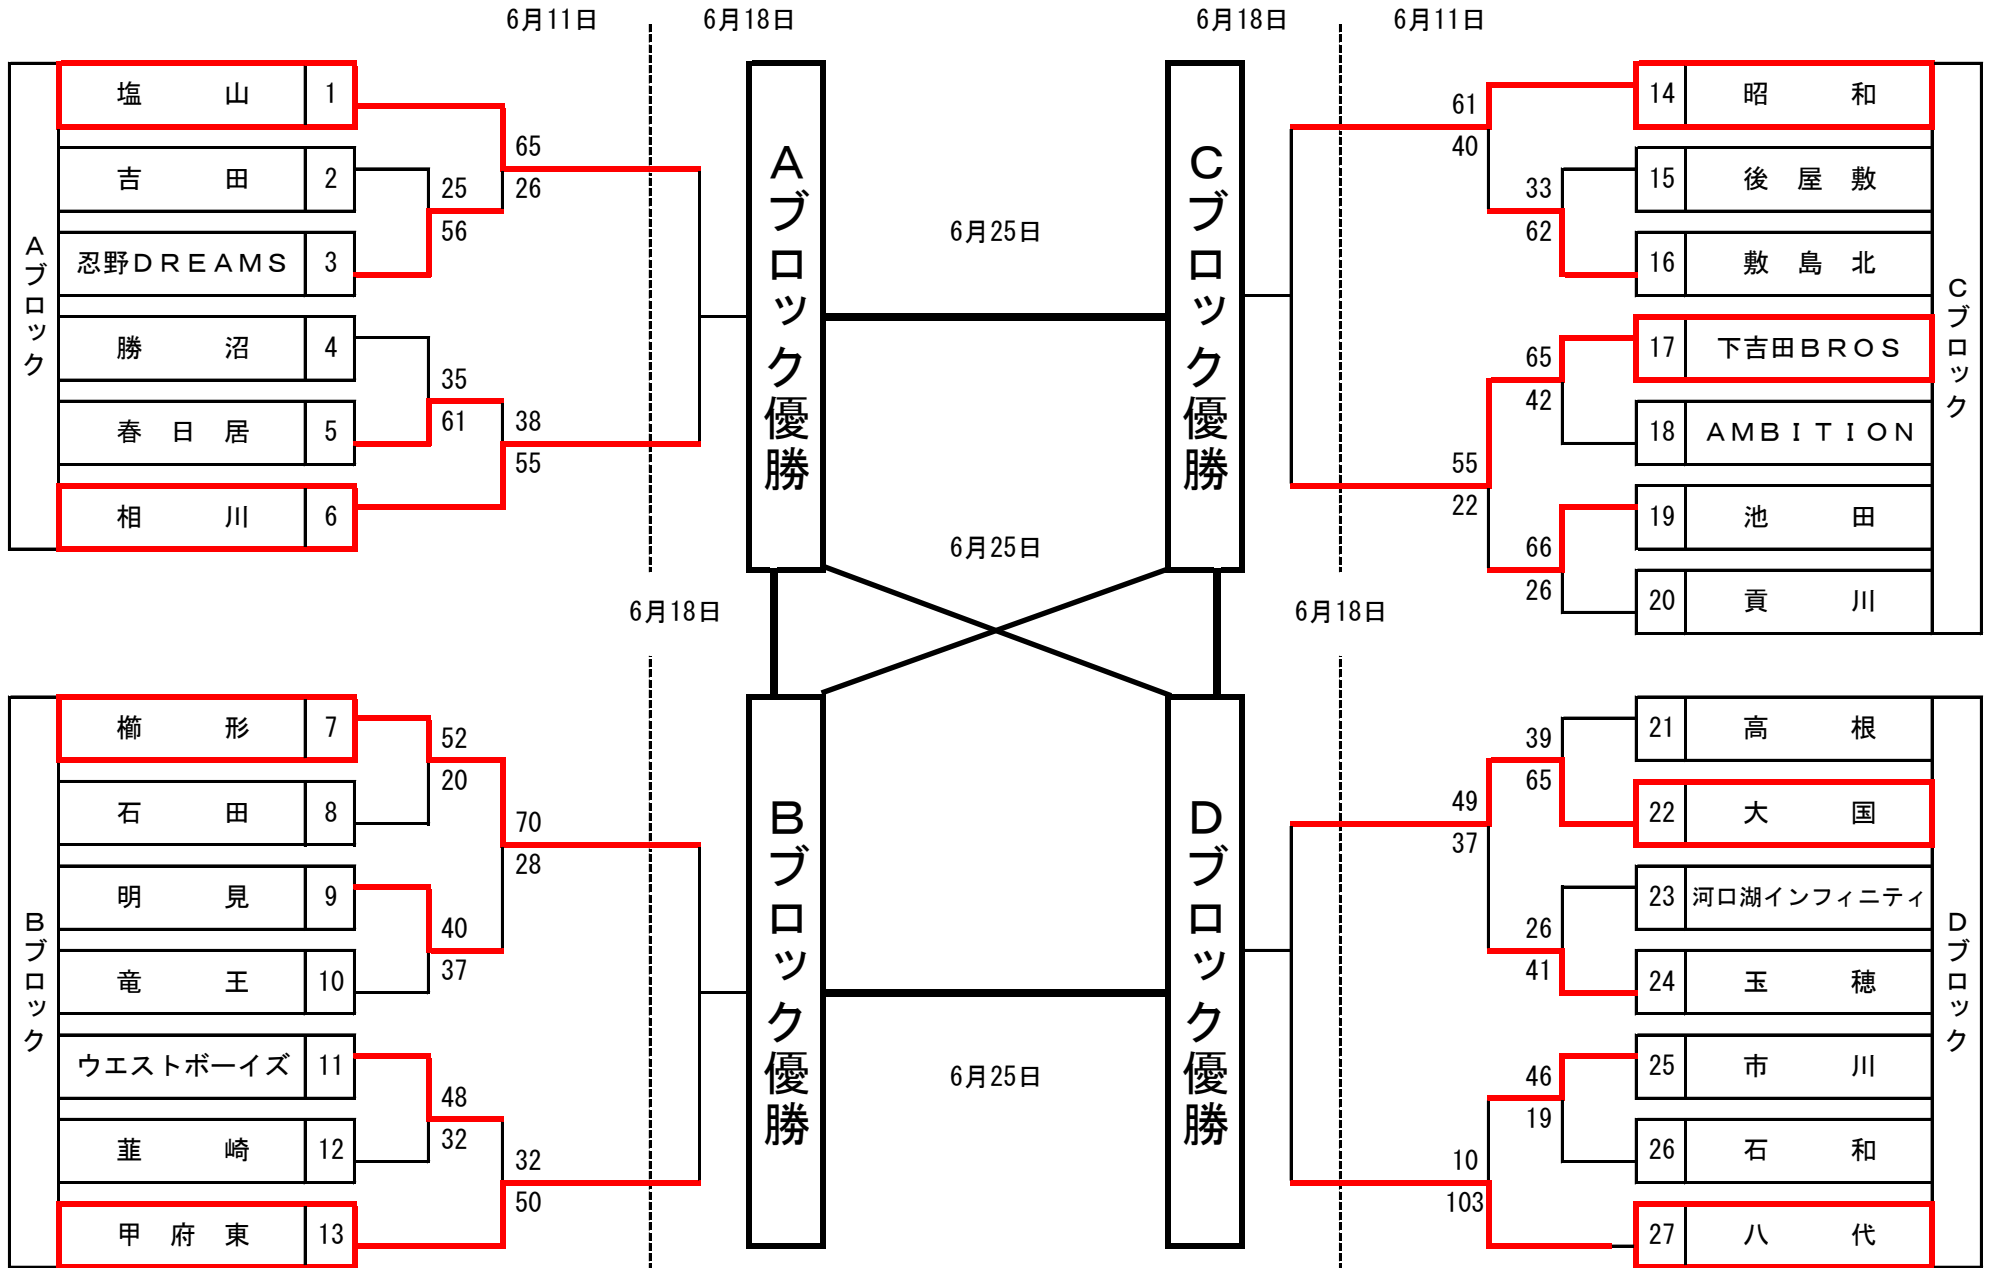 6月11日 6月18日 6月18日 6月11日
Aブロック
塩山 1
吉田 2
忍野DREAMS 3
勝沼 4
春日居 5
相川 6
25
56
65
26
35
61
38
55
Aブロック優勝
6月25日
6月25日
Cブロック優勝
61
40
33
62
65
42
55
22
66
26
14 昭和
15 後屋敷
16 敷島北
17 下吉田BROS
18 AMBITION
19 池田
20 貢川
Cブロック
6月18日 6月18日
Bブロック
櫛形 7
石田 8
明見 9
竜王 10
ウエストボーイズ 11
韮崎 12
甲府東 13
52
20
70
28
40
37
48
32
32
50
Bブロック優勝
6月25日
Dブロック優勝
39
65
49
37
26
41
46
19
10
103
21 高根
22 大国
23 河口湖インフィニティ
24 玉穂
25 市川
26 石和
27 八代
Dブロック